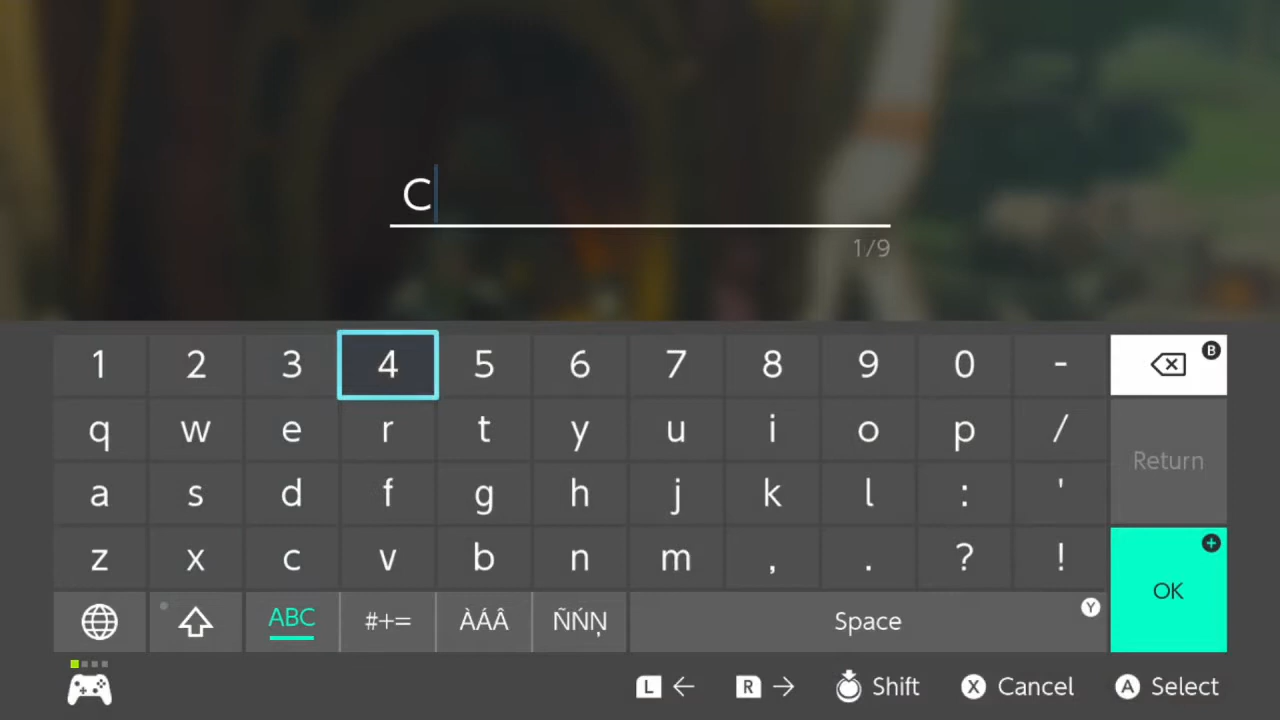 C
1/9
1 2 3 4 5 6 7 8 9 0 - B
q w e r t y u i o p /
Return
a s d f g h j k l : '
z x c v b n m , . ? ! +
OK
ABC #+= ÀÁÂ ÑŃŅ Space Y
L ← R → Shift X Cancel A Select